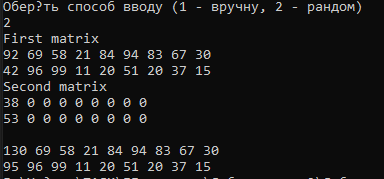 Обер?ть спосiб вводу (1 - вручну, 2 - рандом)
2
First matrix
92 69 58 21 84 94 83 67 30
42 96 99 11 20 51 20 37 15
Second matrix
38 0 0 0 0 0 0 0 0
53 0 0 0 0 0 0 0 0
130 69 58 21 84 94 83 67 30
95 96 99 11 20 51 20 37 15